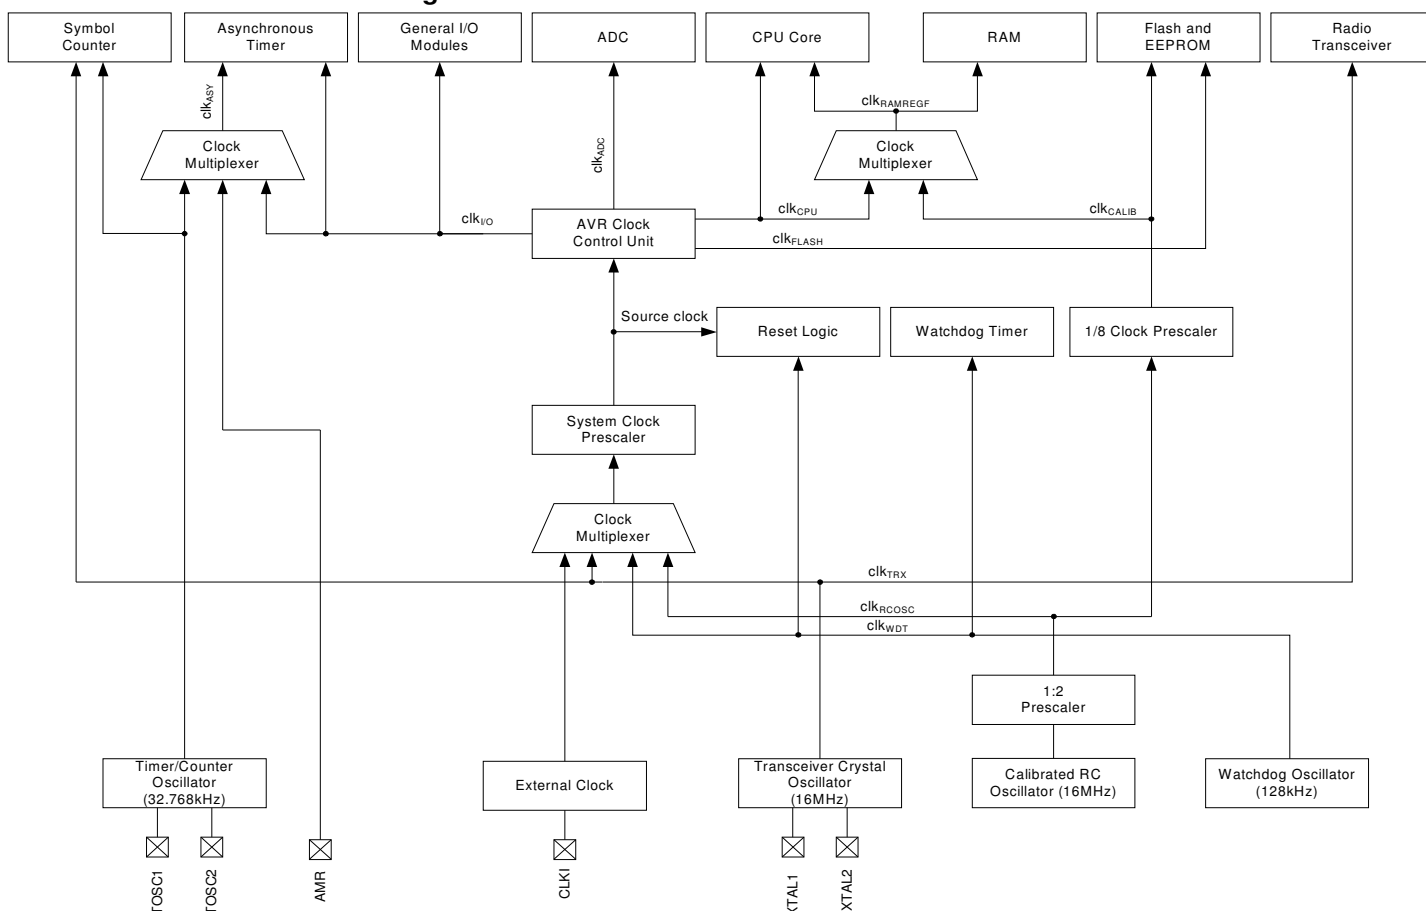 Symbol
Counter
Asynchronous
Timer
General I/O
Modules
ADC
CPU Core
RAM
Flash and
EEPROM
Radio
Transceiver
clkASY
clkADC
clkRAMREGF
Clock
Multiplexer
Clock
Multiplexer
clkI/O
AVR Clock
Control Unit
clkCPU
clkCALIB
clkFLASH
Source clock
Reset Logic
Watchdog Timer
1/8 Clock Prescaler
System Clock
Prescaler
Clock
Multiplexer
clkTRX
clkRCOSC
clkWDT
1:2
Prescaler
Timer/Counter
Oscillator
(32.768kHz)
External Clock
Transceiver Crystal
Oscillator
(16MHz)
Calibrated RC
Oscillator (16MHz)
Watchdog Oscillator
(128kHz)
TOSC1
TOSC2
AMR
CLKI
XTAL1
XTAL2